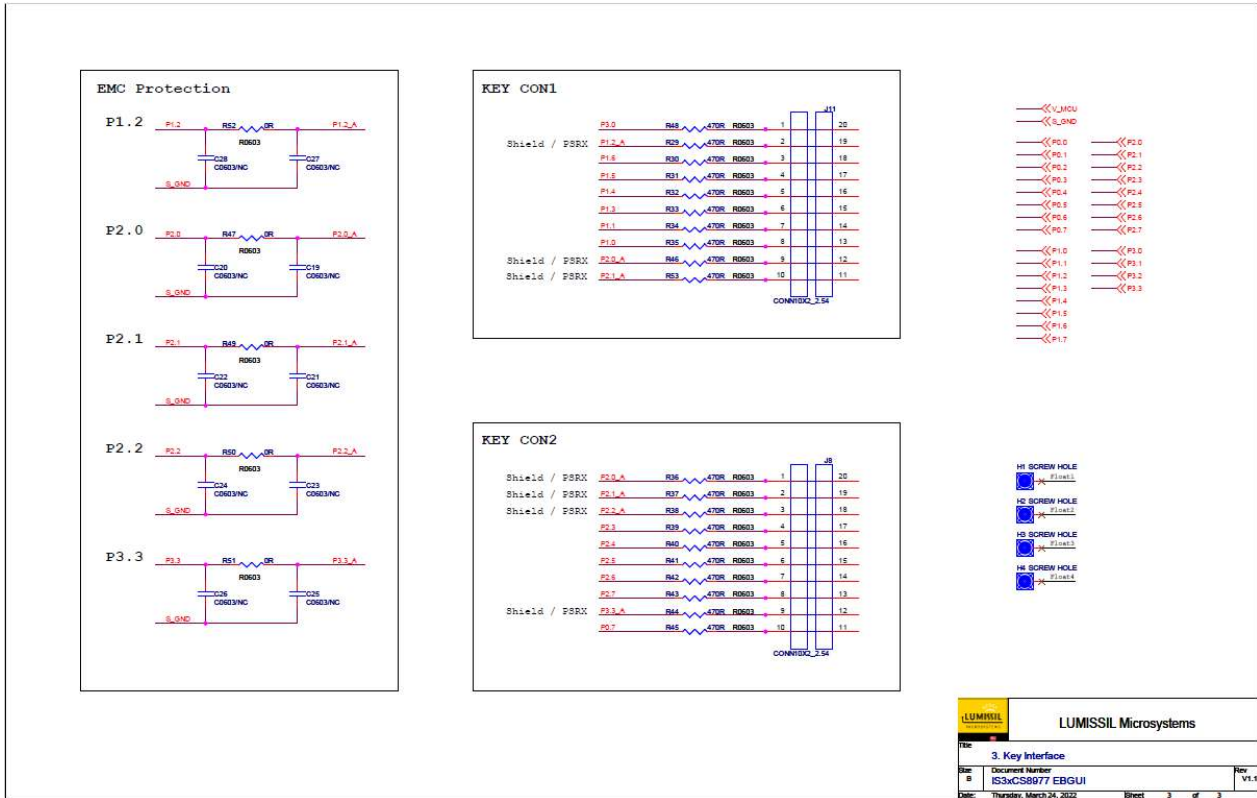 EMC Protection
P1.2 P1.2 R52 0R P1.2_A
R0603
C28 C27
C0603/NC C0603/NC
S_GND
P2.0 P2.0 R47 0R P2.0_A
R0603
C20 C19
C0603/NC C0603/NC
S_GND
P2.1 P2.1 R49 0R P2.1_A
R0603
C22 C21
C0603/NC C0603/NC
S_GND
P2.2 P2.2 R50 0R P2.2_A
R0603
C24 C23
C0603/NC C0603/NC
S_GND
P3.3 P3.3 R51 0R P3.3_A
R0603
C26 C25
C0603/NC C0603/NC
S_GND
KEY CON1
J11
P3.0 R48 470R R0603 1 20
Shield / PSRX P1.2_A R29 470R R0603 2 19
P1.6 R30 470R R0603 3 18
P1.5 R31 470R R0603 4 17
P1.4 R32 470R R0603 5 16
P1.3 R33 470R R0603 6 15
P1.1 R34 470R R0603 7 14
P1.0 R35 470R R0603 8 13
Shield / PSRX P2.0_A R46 470R R0603 9 12
Shield / PSRX P2.1_A R53 470R R0603 10 11
CONN10X2_2.54
KEY CON2
J8
Shield / PSRX P2.0_A R36 470R R0603 1 20
Shield / PSRX P2.1_A R37 470R R0603 2 19
Shield / PSRX P2.2_A R38 470R R0603 3 18
P2.3 R39 470R R0603 4 17
P2.4 R40 470R R0603 5 16
P2.5 R41 470R R0603 6 15
P2.6 R42 470R R0603 7 14
P2.7 R43 470R R0603 8 13
Shield / PSRX P3.3_A R44 470R R0603 9 12
P0.7 R45 470R R0603 10 11
CONN10X2_2.54
V_MCU
S_GND
P0.0 P2.0
P0.1 P2.1
P0.2 P2.2
P0.3 P2.3
P0.4 P2.4
P0.5 P2.5
P0.6 P2.6
P0.7 P2.7
P1.0 P3.0
P1.1 P3.1
P1.2 P3.2
P1.3 P3.3
P1.4
P1.5
P1.6
P1.7
H1 SCREW HOLE
Float1
H2 SCREW HOLE
Float2
H3 SCREW HOLE
Float3
H4 SCREW HOLE
Float4
LUMISSIL
LUMISSIL Microsystems
Title
3. Key Interface
Size Document Number Rev
B IS3xCS8977 EBGUI V1.1
Date: Thursday, March 24, 2022 Sheet 3 of 3